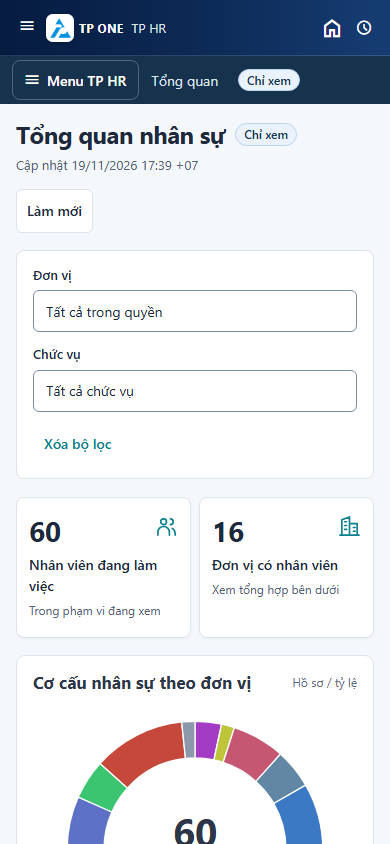 TP ONE TP HR
Menu TP HR Tổng quan Chỉ xem
Tổng quan nhân sự Chỉ xem
Cập nhật 19/11/2026 17:39 +07
Làm mới
Đơn vị
Tất cả trong quyền
Chức vụ
Tất cả chức vụ
Xóa bộ lọc
60
Nhân viên đang làm
việc
Trong phạm vi đang xem
16
Đơn vị có nhân viên
Xem tổng hợp bên dưới
Cơ cấu nhân sự theo đơn vị Hồ sơ / tỷ lệ
60